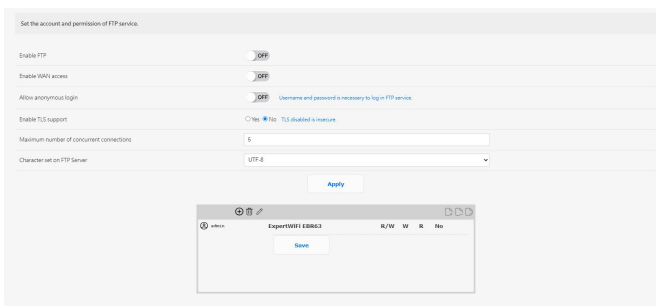 Set the account and permission of FTP service.
Enable FTP OFF
Enable WAN access OFF
Allow anonymous login OFF Username and password is necessary to log in FTP service.
Enable TLS support Yes No TLS disabled is insecure.
Maximum number of concurrent connections 5
Character set on FTP Server UTF-8
Apply
admin ExpertWiFi EBR63 R/W W R No
Save